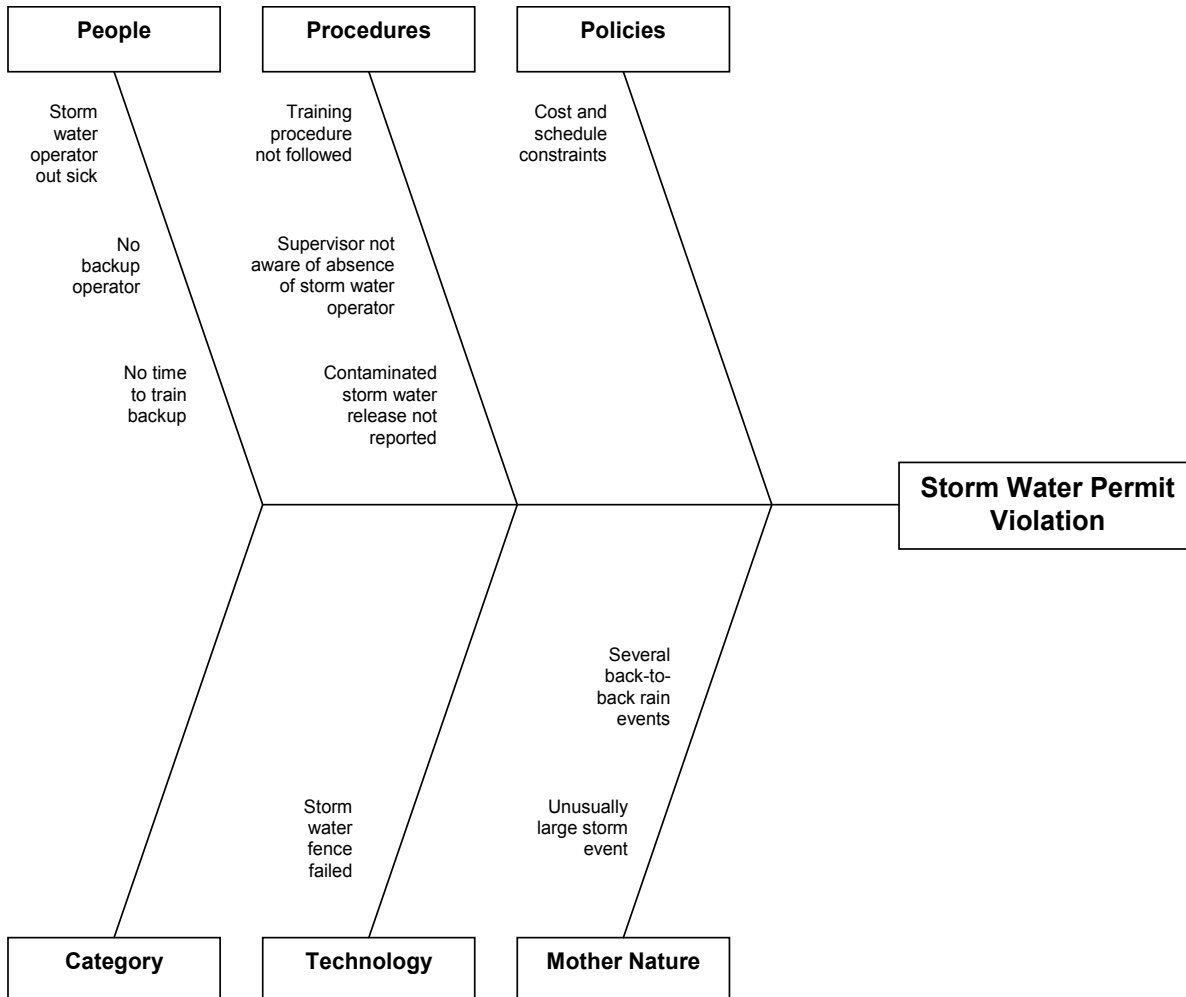 People
Procedures
Policies
Storm
water
operator
out sick
No
backup
operator
No time
to train
backup
Training
procedure
not followed
Supervisor not
aware of absence
of storm water
operator
Contaminated
storm water
release not
reported
Cost and
schedule
constraints
Storm Water Permit
Violation
Storm
water
fence
failed
Several
back-to-
back rain
events
Unusually
large storm
event
Category
Technology
Mother Nature